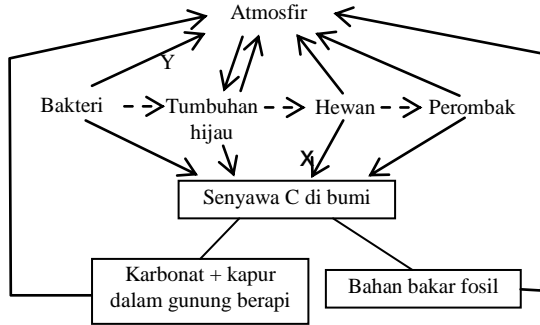 Atmosfir
Y
Bakteri
Tumbuhan
hijau
Hewan
Perombak
X
Senyawa C di bumi
Karbonat + kapur
dalam gunung berapi
Bahan bakar fosil